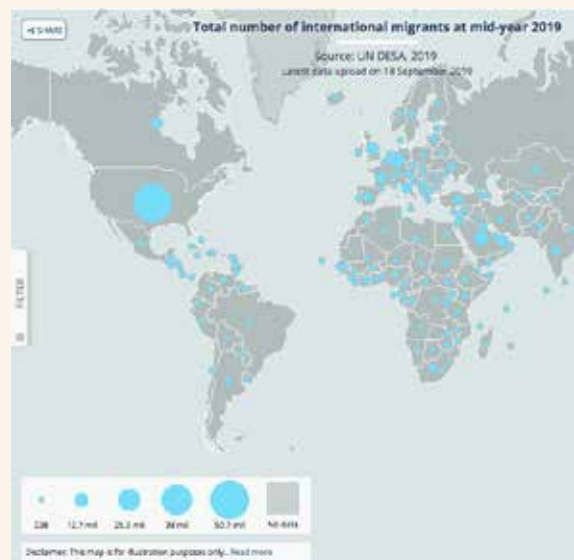 SHARE
Total number of international migrants at mid-year 2019
Source: UN DESA, 2019
Latest data upload on 18 September 2019
FILTER
228 12.7 mil 25.3 mil 38 mil 50.7 mil No data
Disclaimer: This map is for illustration purposes only... Read more